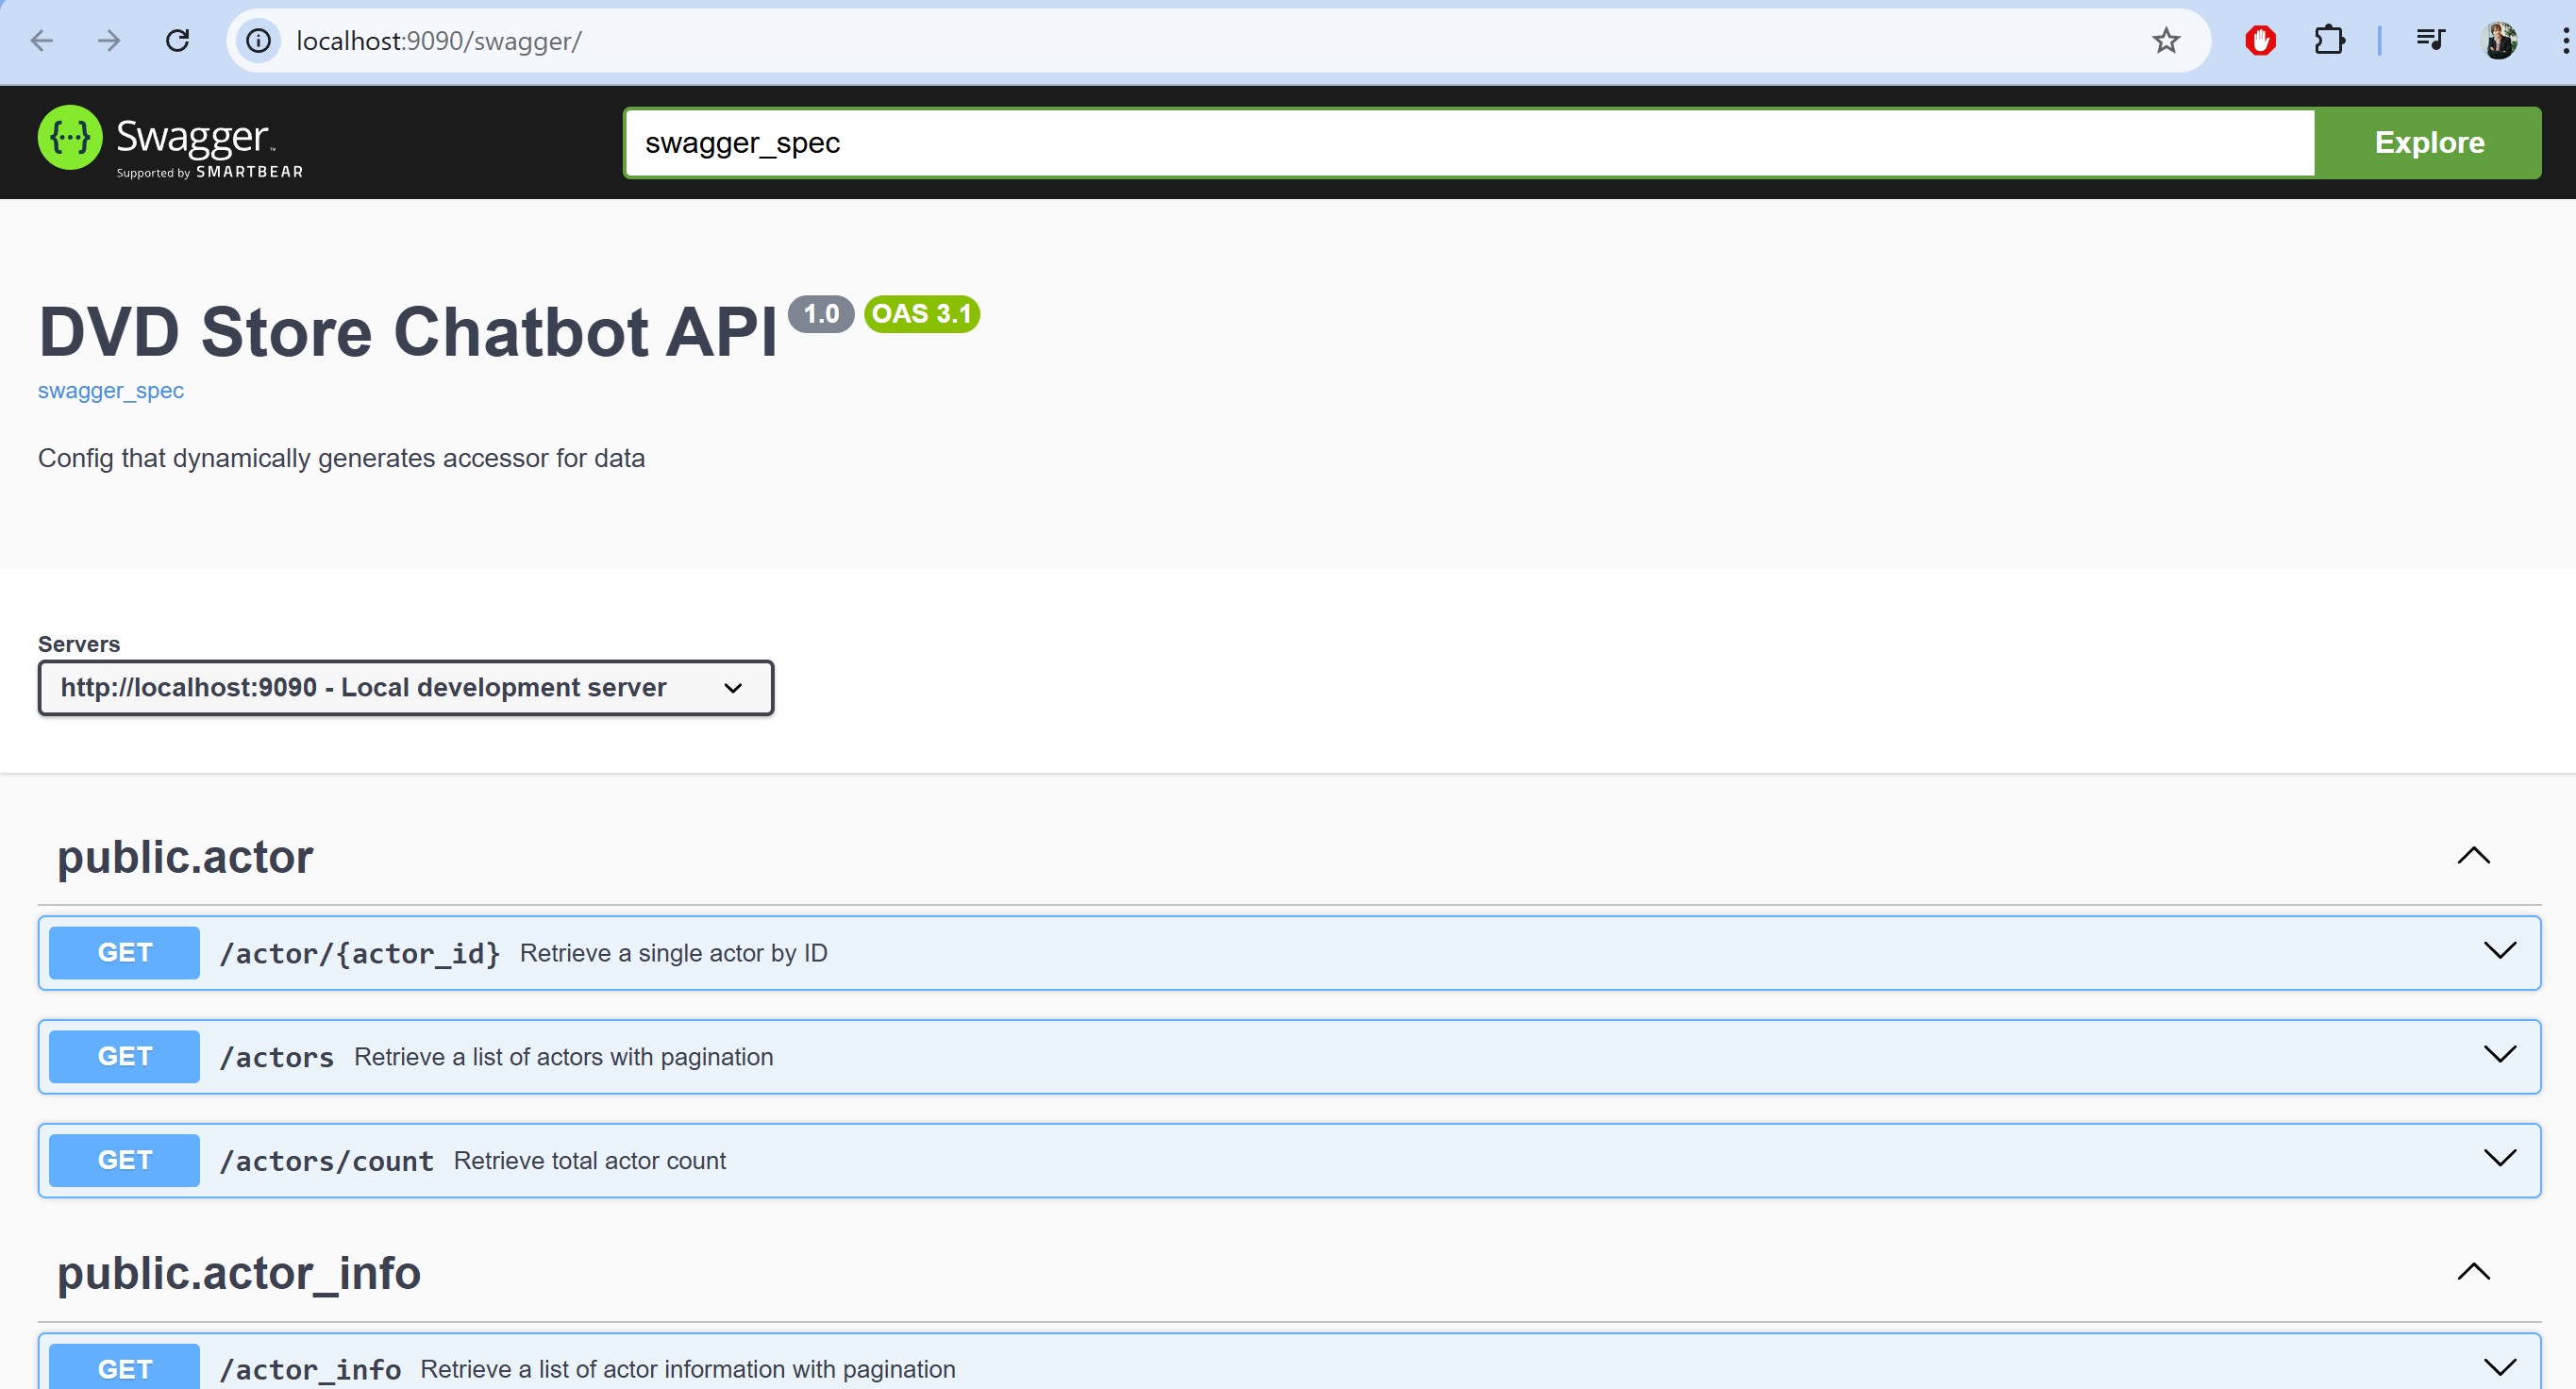 localhost:9090/swagger/
{···} Swagger™
Supported by SMARTBEAR
swagger_spec
Explore
DVD Store Chatbot API 1.0 OAS 3.1
swagger_spec
Config that dynamically generates accessor for data
Servers
http://localhost:9090 - Local development server
public.actor
GET /actor/{actor_id} Retrieve a single actor by ID
GET /actors Retrieve a list of actors with pagination
GET /actors/count Retrieve total actor count
public.actor_info
GET /actor_info Retrieve a list of actor information with pagination